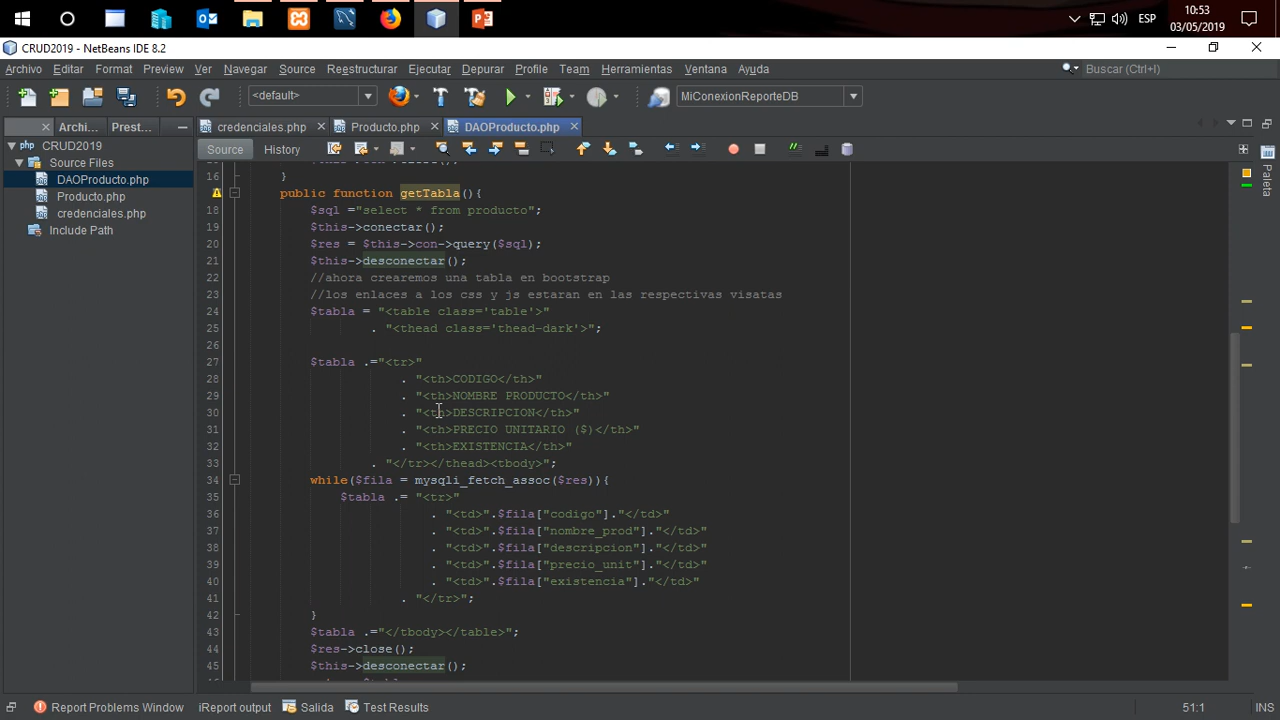 10:53
ESP
03/05/2019
CRUD2019 - NetBeans IDE 8.2
Archivo Editar Format Preview Ver Navegar Source Reestructurar Ejecutar Depurar Profile Team Herramientas Ventana Ayuda
Buscar (Ctrl+I)
<default>
MiConexionReporteDB
Archi... Prest...
credenciales.php Producto.php DAOProducto.php
Source History
CRUD2019
Source Files
DAOProducto.php
Producto.php
credenciales.php
Include Path
Paleta
16 }
public function getTabla(){
18 $sql ="select * from producto";
19 $this->conectar();
20 $res = $this->con->query($sql);
21 $this->desconectar();
22 //ahora crearemos una tabla en bootstrap
23 //los enlaces a los css y js estaran en las respectivas visatas
24 $tabla = "<table class='table'>"
25 . "<thead class='thead-dark'>";
26
27 $tabla .="<tr>"
28 . "<th>CODIGO</th>"
29 . "<th>NOMBRE PRODUCTO</th>"
30 . "<th>DESCRIPCION</th>"
31 . "<th>PRECIO UNITARIO ($)</th>"
32 . "<th>EXISTENCIA</th>"
33 . "</tr></thead><tbody>";
34 while($fila = mysqli_fetch_assoc($res)){
35 $tabla .= "<tr>"
36 . "<td>".$fila["codigo"]."</td>"
37 . "<td>".$fila["nombre_prod"]."</td>"
38 . "<td>".$fila["descripcion"]."</td>"
39 . "<td>".$fila["precio_unit"]."</td>"
40 . "<td>".$fila["existencia"]."</td>"
41 . "</tr>";
42 }
43 $tabla .="</tbody></table>";
44 $res->close();
45 $this->desconectar();
Report Problems Window iReport output Salida Test Results
51:1 INS